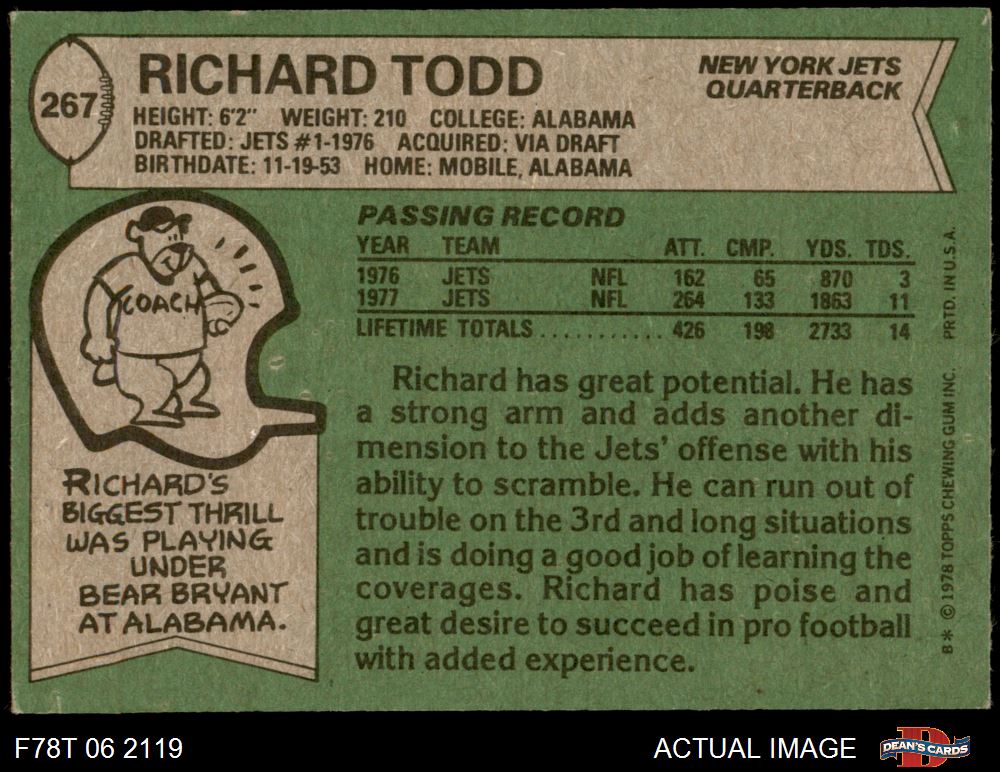 267
RICHARD TODD
NEW YORK JETS
QUARTERBACK
HEIGHT: 6'2" WEIGHT: 210 COLLEGE: ALABAMA
DRAFTED: JETS #1-1976 ACQUIRED: VIA DRAFT
BIRTHDATE: 11-19-53 HOME: MOBILE, ALABAMA
COACH
RICHARD'S
BIGGEST THRILL
WAS PLAYING
UNDER
BEAR BRYANT
AT ALABAMA.
PASSING RECORD
YEAR TEAM ATT. CMP. YDS. TDS.
1976 JETS NFL 162 65 870 3
1977 JETS NFL 264 133 1863 11
LIFETIME TOTALS .......... 426 198 2733 14
Richard has great potential. He has
a strong arm and adds another di-
mension to the Jets' offense with his
ability to scramble. He can run out of
trouble on the 3rd and long situations
and is doing a good job of learning the
coverages. Richard has poise and
great desire to succeed in pro football
with added experience.
B* © 1978 TOPPS CHEWING GUM INC. PRTD. IN U.S.A.
F78T 06 2119
ACTUAL IMAGE
D
DEAN'S CARDS